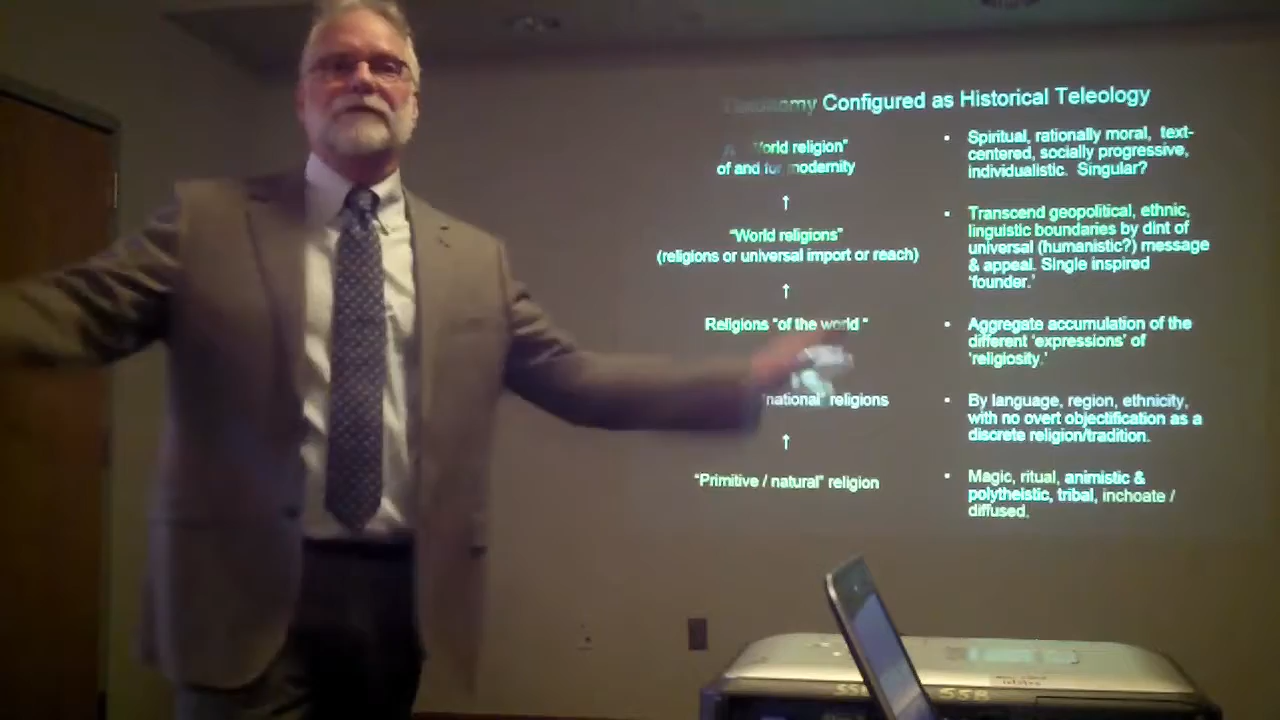 Taxonomy Configured as Historical Teleology
A "World religion"
of and for modernity
↑
"World religions"
(religions or universal import or reach)
↑
Religions "of the world "
"national" religions
↑
"Primitive / natural" religion
• Spiritual, rationally moral, text-
centered, socially progressive,
individualistic. Singular?
• Transcend geopolitical, ethnic,
linguistic boundaries by dint of
universal (humanistic?) message
& appeal. Single inspired
'founder.'
• Aggregate accumulation of the
different 'expressions' of
'religiosity.'
• By language, region, ethnicity,
with no overt objectification as a
discrete religion/tradition.
• Magic, ritual, animistic &
polytheistic, tribal, inchoate /
diffused.
SSR